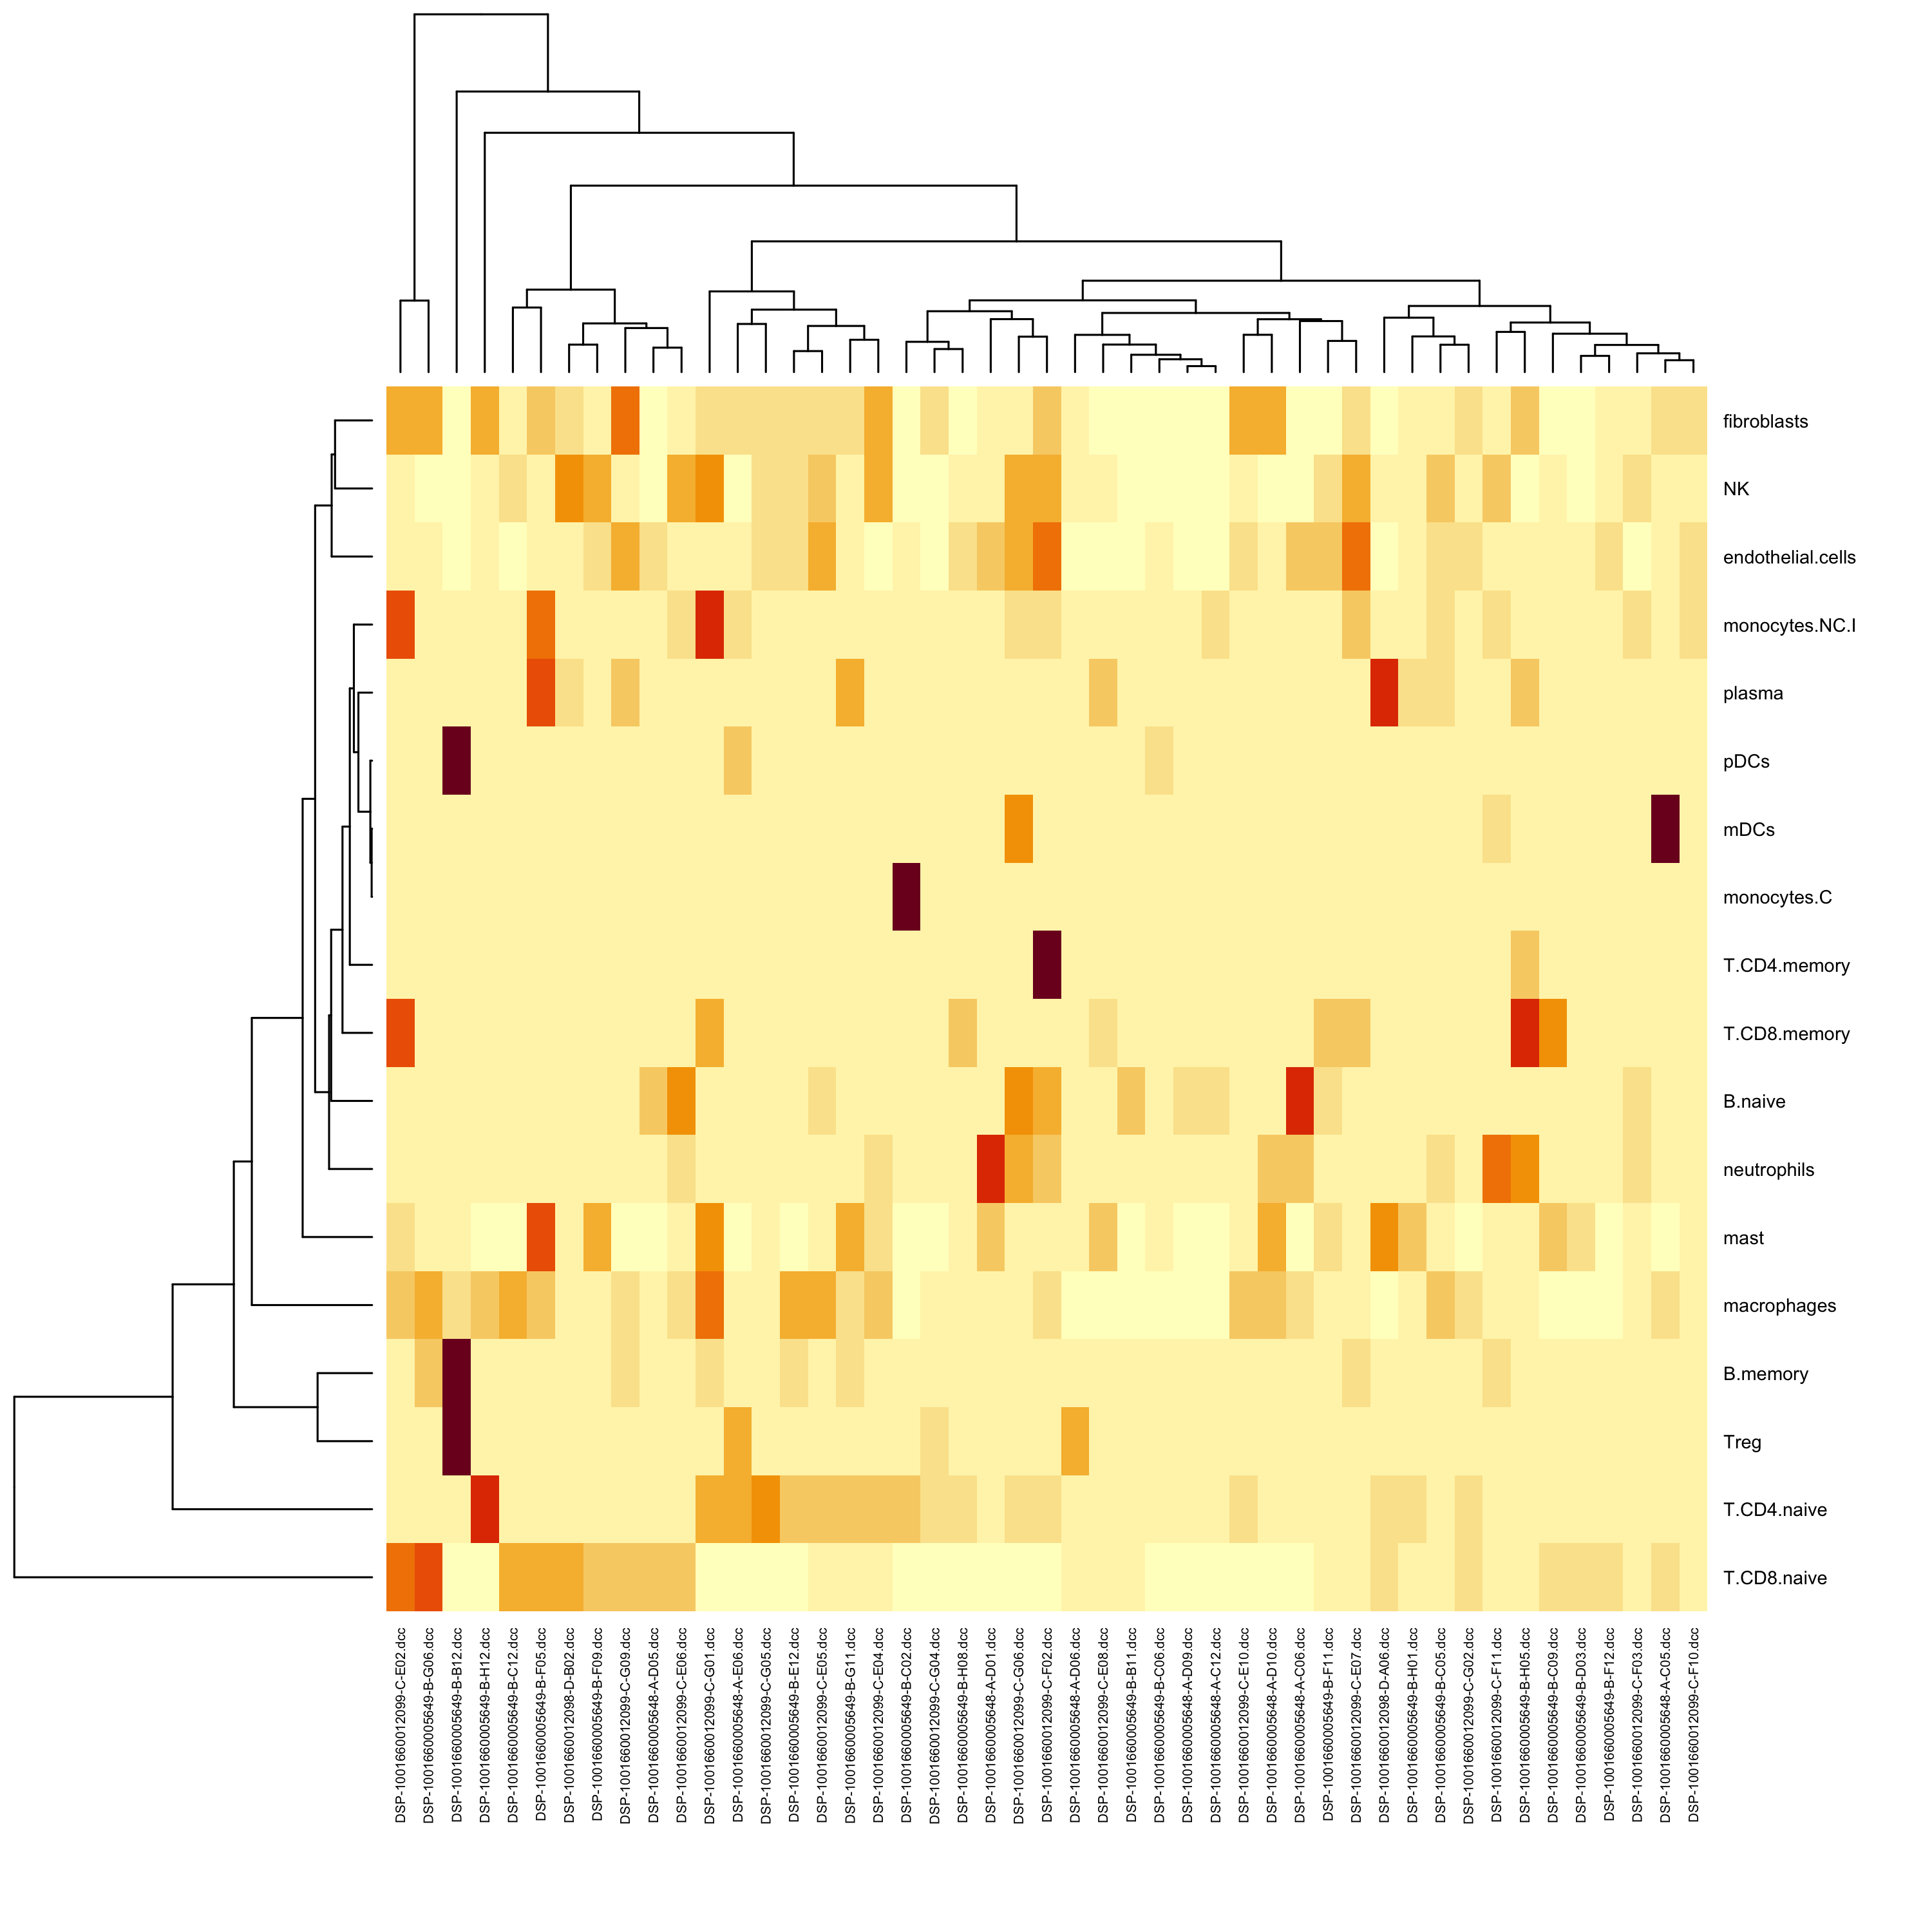 fibroblasts
NK
endothelial.cells
monocytes.NC.I
plasma
pDCs
mDCs
monocytes.C
T.CD4.memory
T.CD8.memory
B.naive
neutrophils
mast
macrophages
B.memory
Treg
T.CD4.naive
T.CD8.naive
DSP-1001660012099-C-E02.dcc
DSP-1001660005649-B-G06.dcc
DSP-1001660005649-B-B12.dcc
DSP-1001660005649-B-H12.dcc
DSP-1001660005649-B-C12.dcc
DSP-1001660005649-B-F05.dcc
DSP-1001660012098-D-B02.dcc
DSP-1001660005649-B-F09.dcc
DSP-1001660012099-C-G09.dcc
DSP-1001660005648-A-D05.dcc
DSP-1001660012099-C-E06.dcc
DSP-1001660012099-C-G01.dcc
DSP-1001660005648-A-E06.dcc
DSP-1001660012099-C-G05.dcc
DSP-1001660005649-B-E12.dcc
DSP-1001660012099-C-E05.dcc
DSP-1001660005649-B-G11.dcc
DSP-1001660012099-C-E04.dcc
DSP-1001660005649-B-C02.dcc
DSP-1001660012099-C-G04.dcc
DSP-1001660005649-B-H08.dcc
DSP-1001660005648-A-D01.dcc
DSP-1001660012099-C-G06.dcc
DSP-1001660012099-C-F02.dcc
DSP-1001660005648-A-D06.dcc
DSP-1001660012099-C-E08.dcc
DSP-1001660005649-B-B11.dcc
DSP-1001660005649-B-C06.dcc
DSP-1001660005648-A-D09.dcc
DSP-1001660005648-A-C12.dcc
DSP-1001660012099-C-E10.dcc
DSP-1001660005648-A-D10.dcc
DSP-1001660005648-A-C06.dcc
DSP-1001660005649-B-F11.dcc
DSP-1001660012099-C-E07.dcc
DSP-1001660012098-D-A06.dcc
DSP-1001660005649-B-H01.dcc
DSP-1001660005649-B-C05.dcc
DSP-1001660012099-C-G02.dcc
DSP-1001660012099-C-F11.dcc
DSP-1001660005649-B-H05.dcc
DSP-1001660005649-B-C09.dcc
DSP-1001660005649-B-D03.dcc
DSP-1001660005649-B-F12.dcc
DSP-1001660012099-C-F03.dcc
DSP-1001660005648-A-C05.dcc
DSP-1001660012099-C-F10.dcc